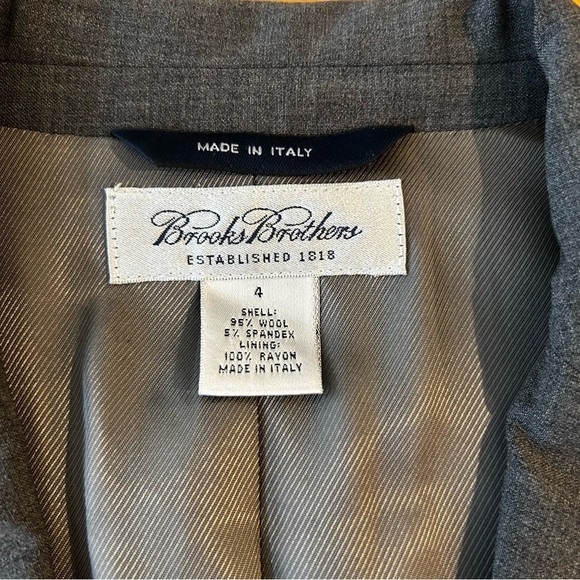 MADE IN ITALY
Brooks Brothers
ESTABLISHED 1818
4
SHELL:
95% WOOL
5% SPANDEX
LINING:
100% RAYON
MADE IN ITALY